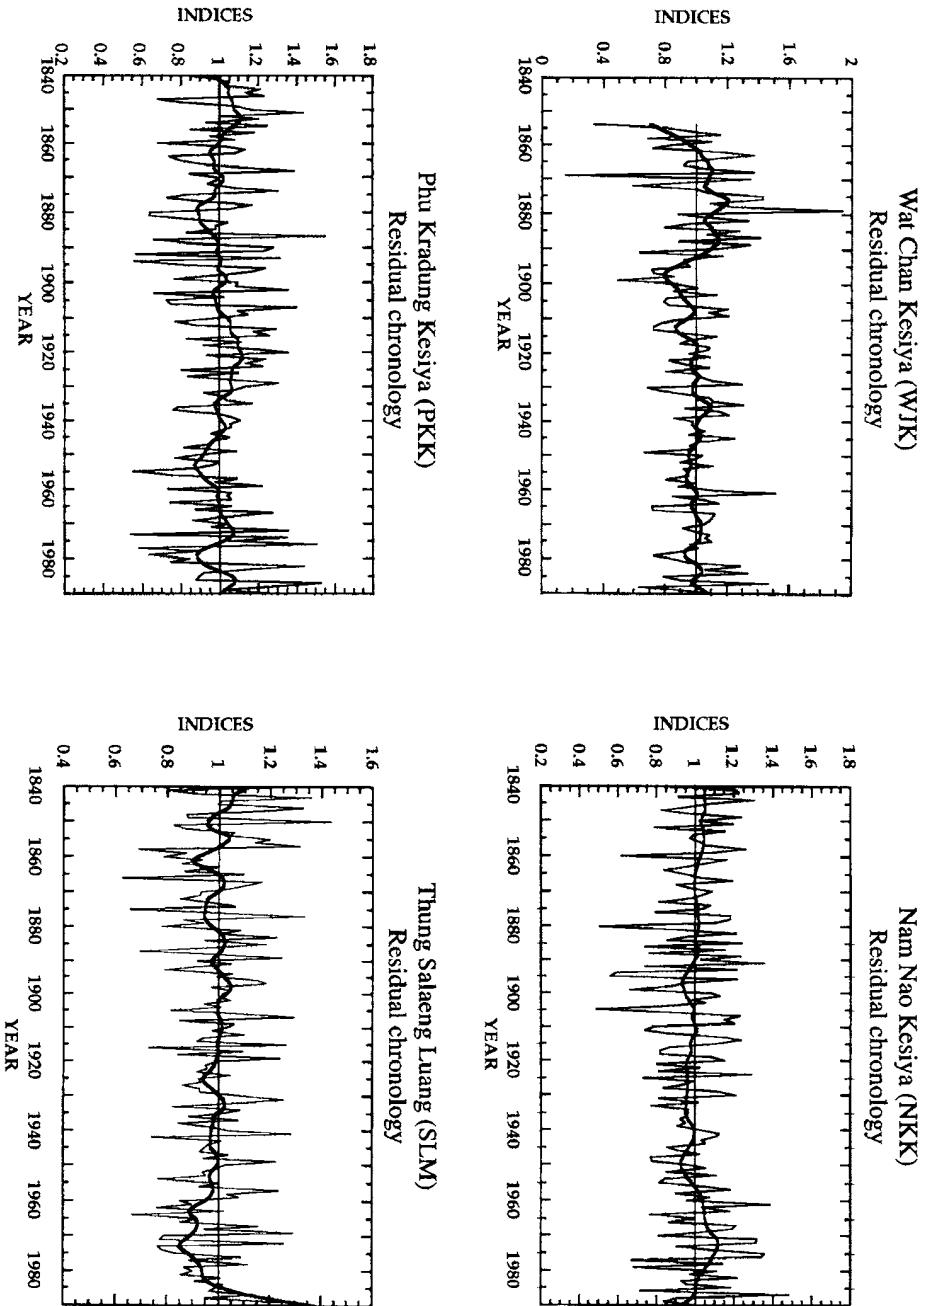 Wat Chan Kesiya (WJK)
Residual chronology
2
1.6
1.2
0.8
0.4
0
INDICES
1840 1860 1880 1900 1920 1940 1960 1980
YEAR
Nam Nao Kesiya (NKK)
Residual chronology
1.8
1.6
1.4
1.2
1
0.8
0.6
0.4
0.2
INDICES
1840 1860 1880 1900 1920 1940 1960 1980
YEAR
Phu Kradung Kesiya (PKK)
Residual chronology
1.8
1.6
1.4
1.2
1
0.8
0.6
0.4
0.2
INDICES
1840 1860 1880 1900 1920 1940 1960 1980
YEAR
Thung Salaeng Luang (SLM)
Residual chronology
1.6
1.4
1.2
1
0.8
0.6
0.4
INDICES
1840 1860 1880 1900 1920 1940 1960 1980
YEAR